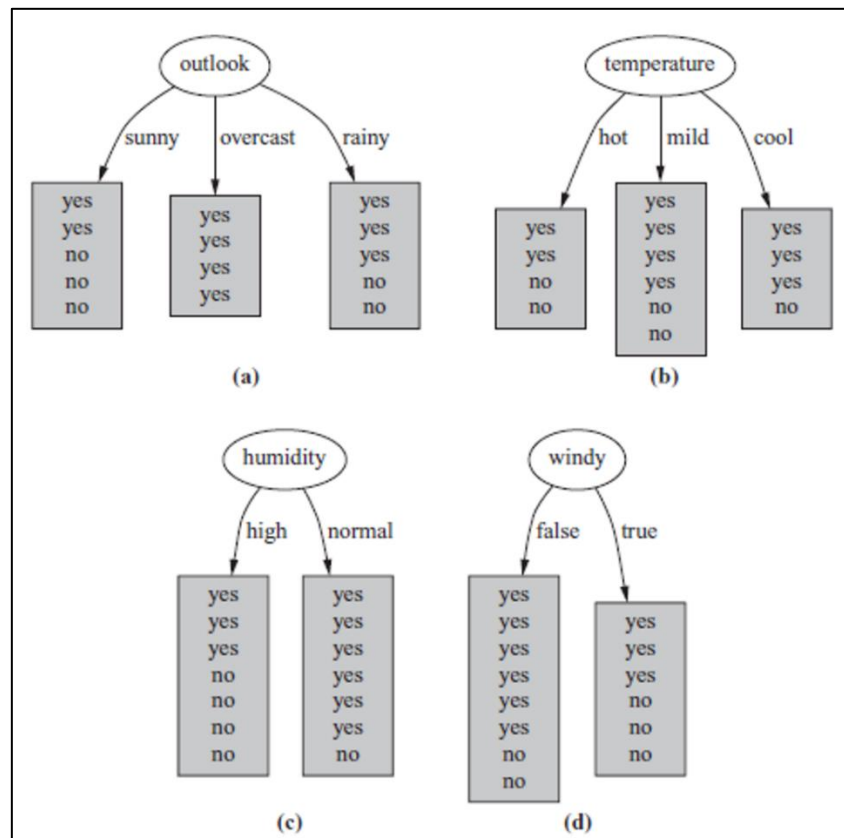 outlook
sunny
overcast
rainy
yes
yes
no
no
no
yes
yes
yes
yes
yes
yes
yes
no
no
(a)
temperature
hot
mild
cool
yes
yes
no
no
yes
yes
yes
yes
no
no
yes
yes
yes
no
(b)
humidity
high
normal
yes
yes
yes
no
no
no
no
yes
yes
yes
yes
yes
yes
no
(c)
windy
false
true
yes
yes
yes
yes
yes
yes
no
no
yes
yes
yes
no
no
no
(d)